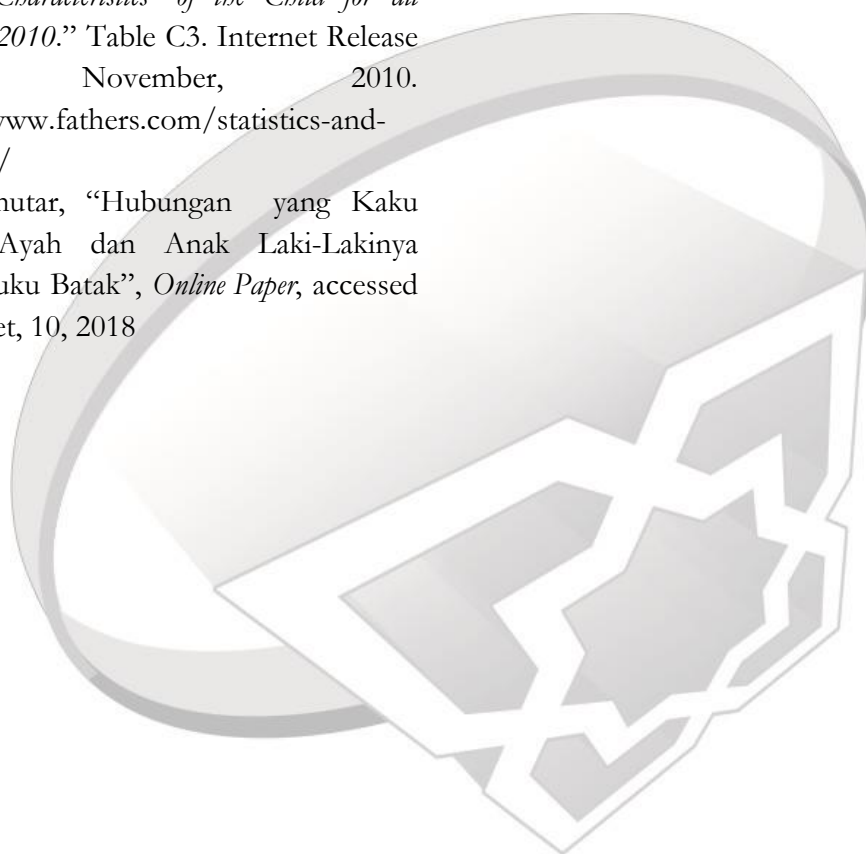 Characteristics of the Child for all
2010.” Table C3. Internet Release
November, 2010.
www.fathers.com/statistics-and-
/
nutar, “Hubungan yang Kaku
Ayah dan Anak Laki-Lakinya
uku Batak”, Online Paper, accessed
et, 10, 2018